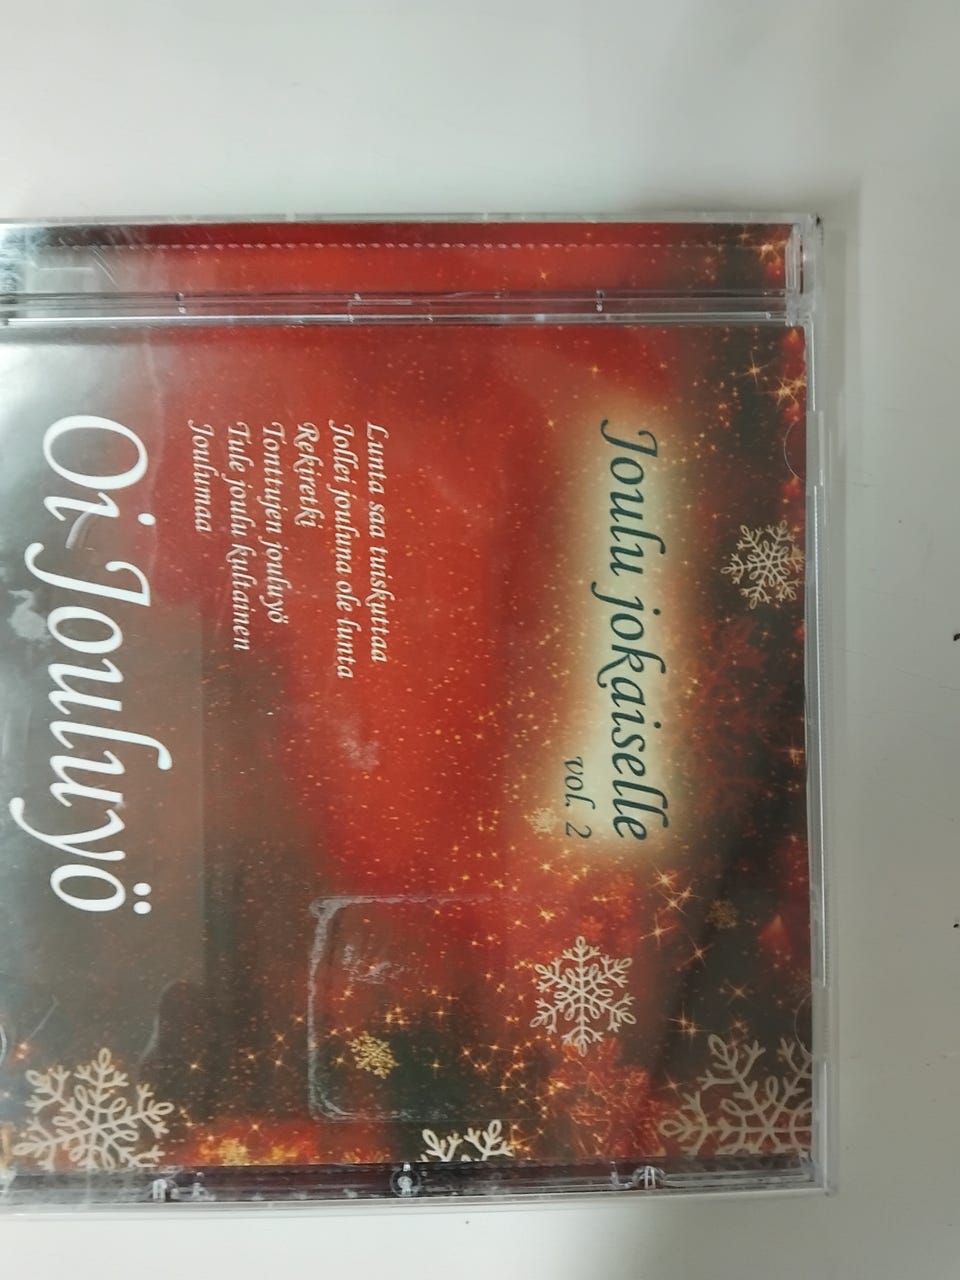 Joulu jokaiselle
vol. 2
Lunta saa tuiskuttaa
Jollei jouluna ole lunta
Rekiretki
Tonttujen jouluyö
Tule joulu kultainen
Joulumaa
Oi Jouluyö